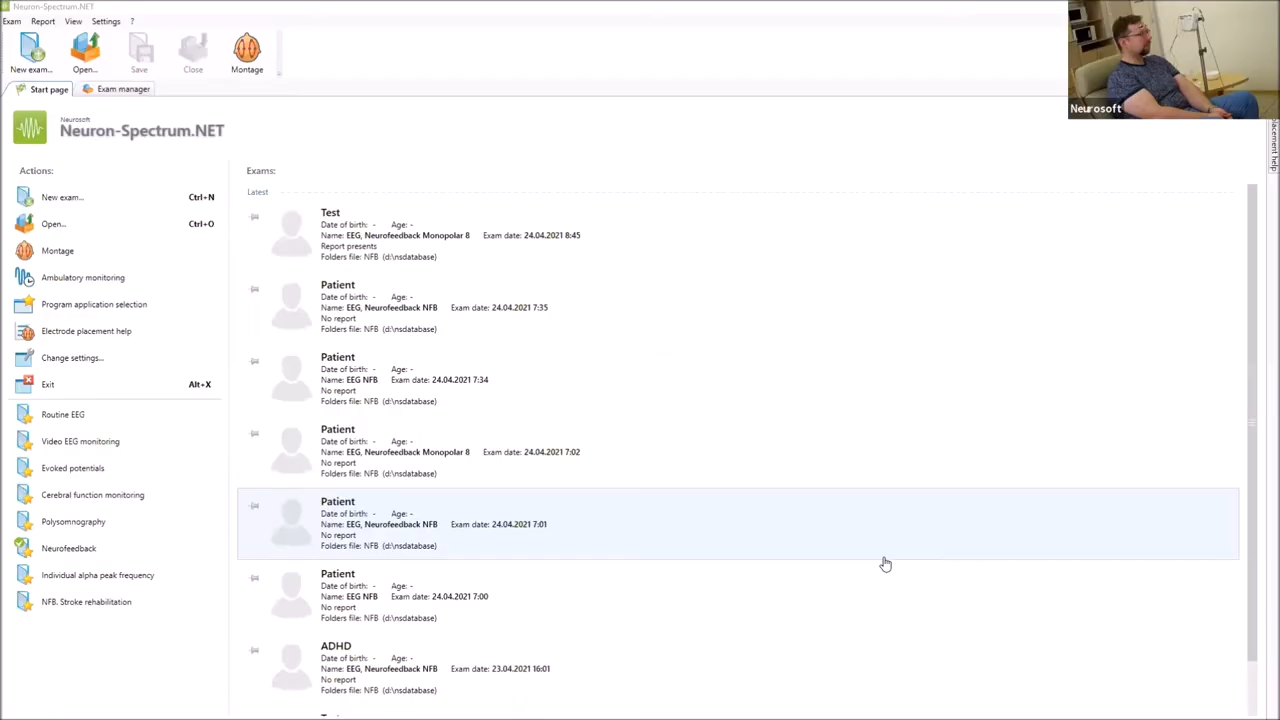 Neuron-Spectrum.NET
Exam Report View Settings ?
New exam... Open... Save Close Montage
Start page Exam manager
Neurosoft
Neurosoft
Neuron-Spectrum.NET
placement help
Actions:
New exam... Ctrl+N
Open... Ctrl+O
Montage
Ambulatory monitoring
Program application selection
Electrode placement help
Change settings...
Exit Alt+X
Routine EEG
Video EEG monitoring
Evoked potentials
Cerebral function monitoring
Polysomnography
Neurofeedback
Individual alpha peak frequency
NFB. Stroke rehabilitation
Exams:
Latest
Test
Date of birth: - Age: -
Name: EEG, Neurofeedback Monopolar 8 Exam date: 24.04.2021 8:45
Report presents
Folders file: NFB (d:\nsdatabase)
Patient
Date of birth: - Age: -
Name: EEG, Neurofeedback NFB Exam date: 24.04.2021 7:35
No report
Folders file: NFB (d:\nsdatabase)
Patient
Date of birth: - Age: -
Name: EEG NFB Exam date: 24.04.2021 7:34
No report
Folders file: NFB (d:\nsdatabase)
Patient
Date of birth: - Age: -
Name: EEG, Neurofeedback Monopolar 8 Exam date: 24.04.2021 7:02
No report
Folders file: NFB (d:\nsdatabase)
Patient
Date of birth: - Age: -
Name: EEG, Neurofeedback NFB Exam date: 24.04.2021 7:01
No report
Folders file: NFB (d:\nsdatabase)
Patient
Date of birth: - Age: -
Name: EEG NFB Exam date: 24.04.2021 7:00
No report
Folders file: NFB (d:\nsdatabase)
ADHD
Date of birth: - Age: -
Name: EEG, Neurofeedback NFB Exam date: 23.04.2021 16:01
No report
Folders file: NFB (d:\nsdatabase)